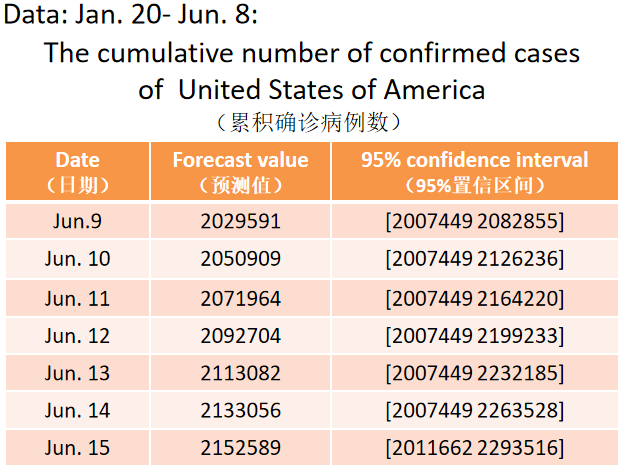 Data: Jan. 20- Jun. 8:
The cumulative number of confirmed cases
of United States of America
（累积确诊病例数）
Date Forecast value 95% confidence interval
（日期） （预测值） （95%置信区间）
Jun.9 2029591 [2007449 2082855]
Jun. 10 2050909 [2007449 2126236]
Jun. 11 2071964 [2007449 2164220]
Jun. 12 2092704 [2007449 2199233]
Jun. 13 2113082 [2007449 2232185]
Jun. 14 2133056 [2007449 2263528]
Jun. 15 2152589 [2011662 2293516]